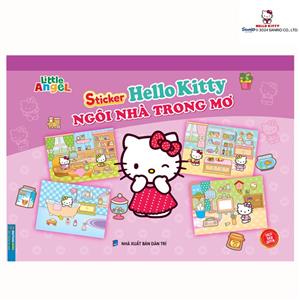 HELLO KITTY
Sanrio © 2024 SANRIO CO., LTD.
Little Angel
Sticker Hello Kitty
NGÔI NHÀ TRONG MƠ
NHÀ XUẤT BẢN DÂN TRÍ